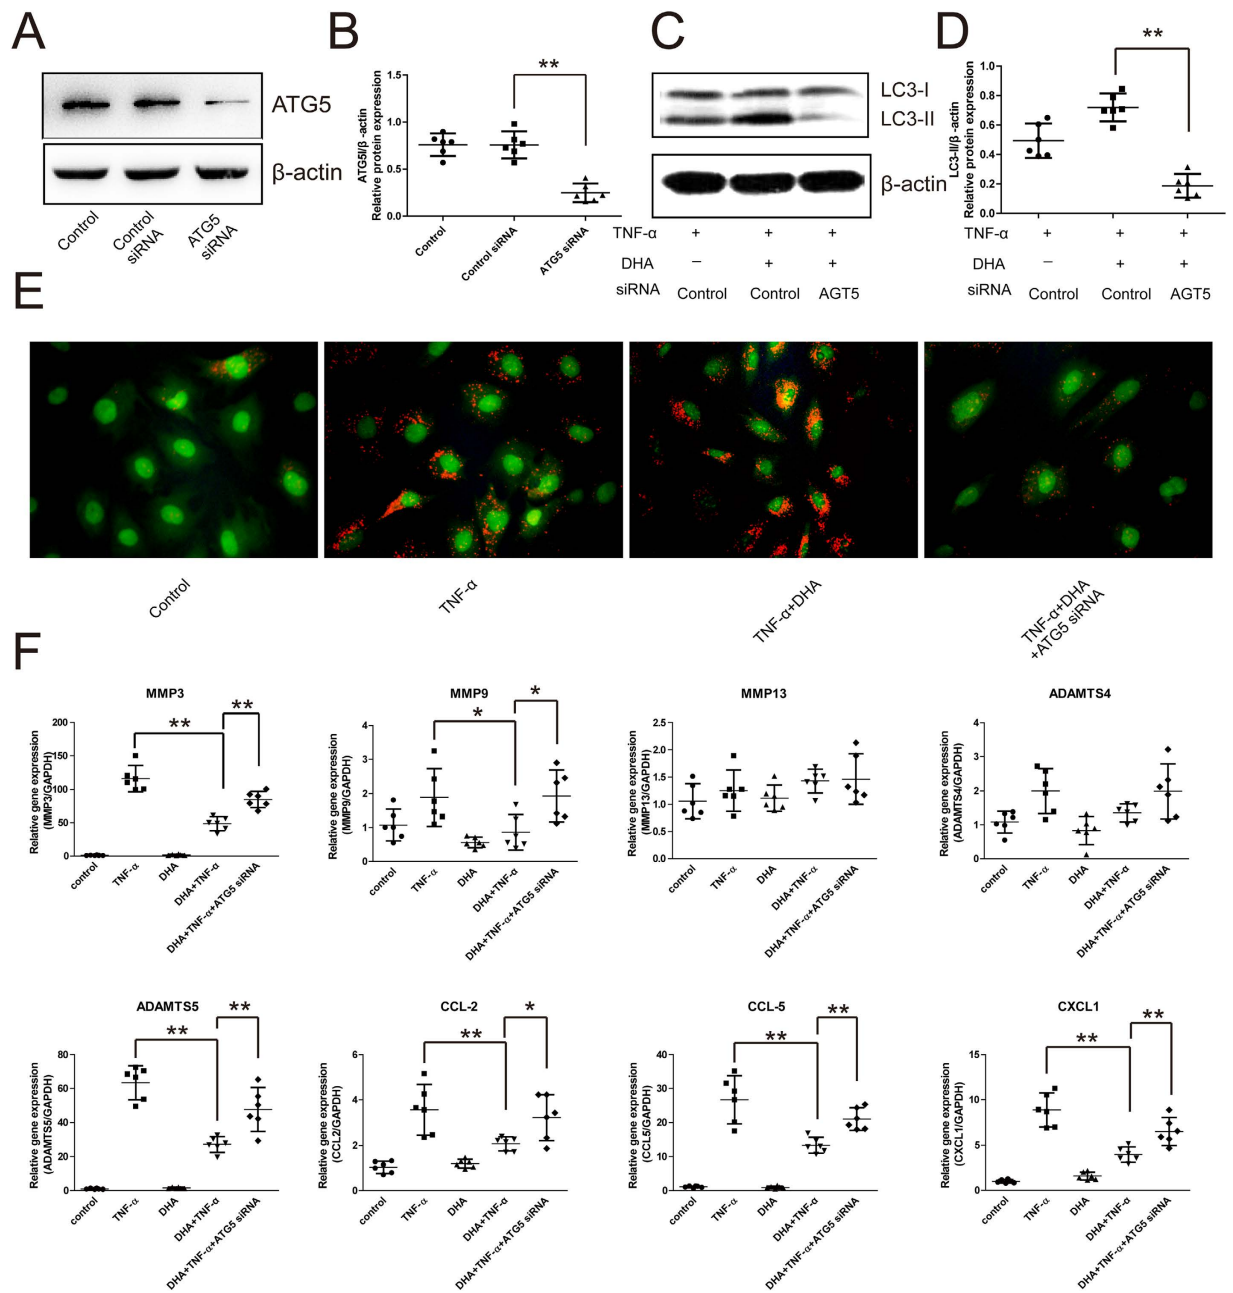 A
ATG5
β-actin
Control
Control
siRNA
ATG5
siRNA
B
**
ATG5I/β -actin
Relative protein expression
1.5
1.0
0.5
0.0
Control
Control siRNA
ATG5 siRNA
C
LC3-I
LC3-II
β-actin
TNF-α + + +
DHA − + +
siRNA Control Control AGT5
D
**
LC3-II/β -actin
Relative protein expression
1.0
0.8
0.6
0.4
0.2
0.0
TNF-α + + +
DHA − + +
siRNA Control Control AGT5
E
Control
TNF-α
TNF-α+DHA
TNF-α+DHA
+ATG5 siRNA
F
MMP3
**
**
Relative gene expression
(MMP3/GAPDH)
200
150
100
50
0
control
TNF-α
DHA
DHA+TNF-α
DHA+TNF-α+ATG5 siRNA
MMP9
*
*
Relative gene expression
(MMP9/GAPDH)
4
3
2
1
0
control
TNF-α
DHA
DHA+TNF-α
DHA+TNF-α+ATG5 siRNA
MMP13
Relative gene expression
(MMP13/GAPDH)
2.5
2.0
1.5
1.0
0.5
0.0
control
TNF-α
DHA
DHA+TNF-α
DHA+TNF-α+ATG5 siRNA
ADAMTS4
Relative gene expression
(ADAMTS4/GAPDH)
4
3
2
1
0
control
TNF-α
DHA
DHA+TNF-α
DHA+TNF-α+ATG5 siRNA
ADAMTS5
**
**
Relative gene expression
(ADAMTS5/GAPDH)
80
60
40
20
0
control
TNF-α
DHA
DHA+TNF-α
DHA+TNF-α+ATG5 siRNA
CCL-2
*
**
Relative gene expression
(CCL2/GAPDH)
6
4
2
0
control
TNF-α
DHA
DHA+TNF-α
DHA+TNF-α+ATG5 siRNA
CCL-5
**
**
Relative gene expression
(CCL5/GAPDH)
40
30
20
10
0
control
TNF-α
DHA
DHA+TNF-α
DHA+TNF-α+ATG5 siRNA
CXCL1
**
**
Relative gene expression
(CXCL1/GAPDH)
15
10
5
0
control
TNF-α
DHA
DHA+TNF-α
DHA+TNF-α+ATG5 siRNA